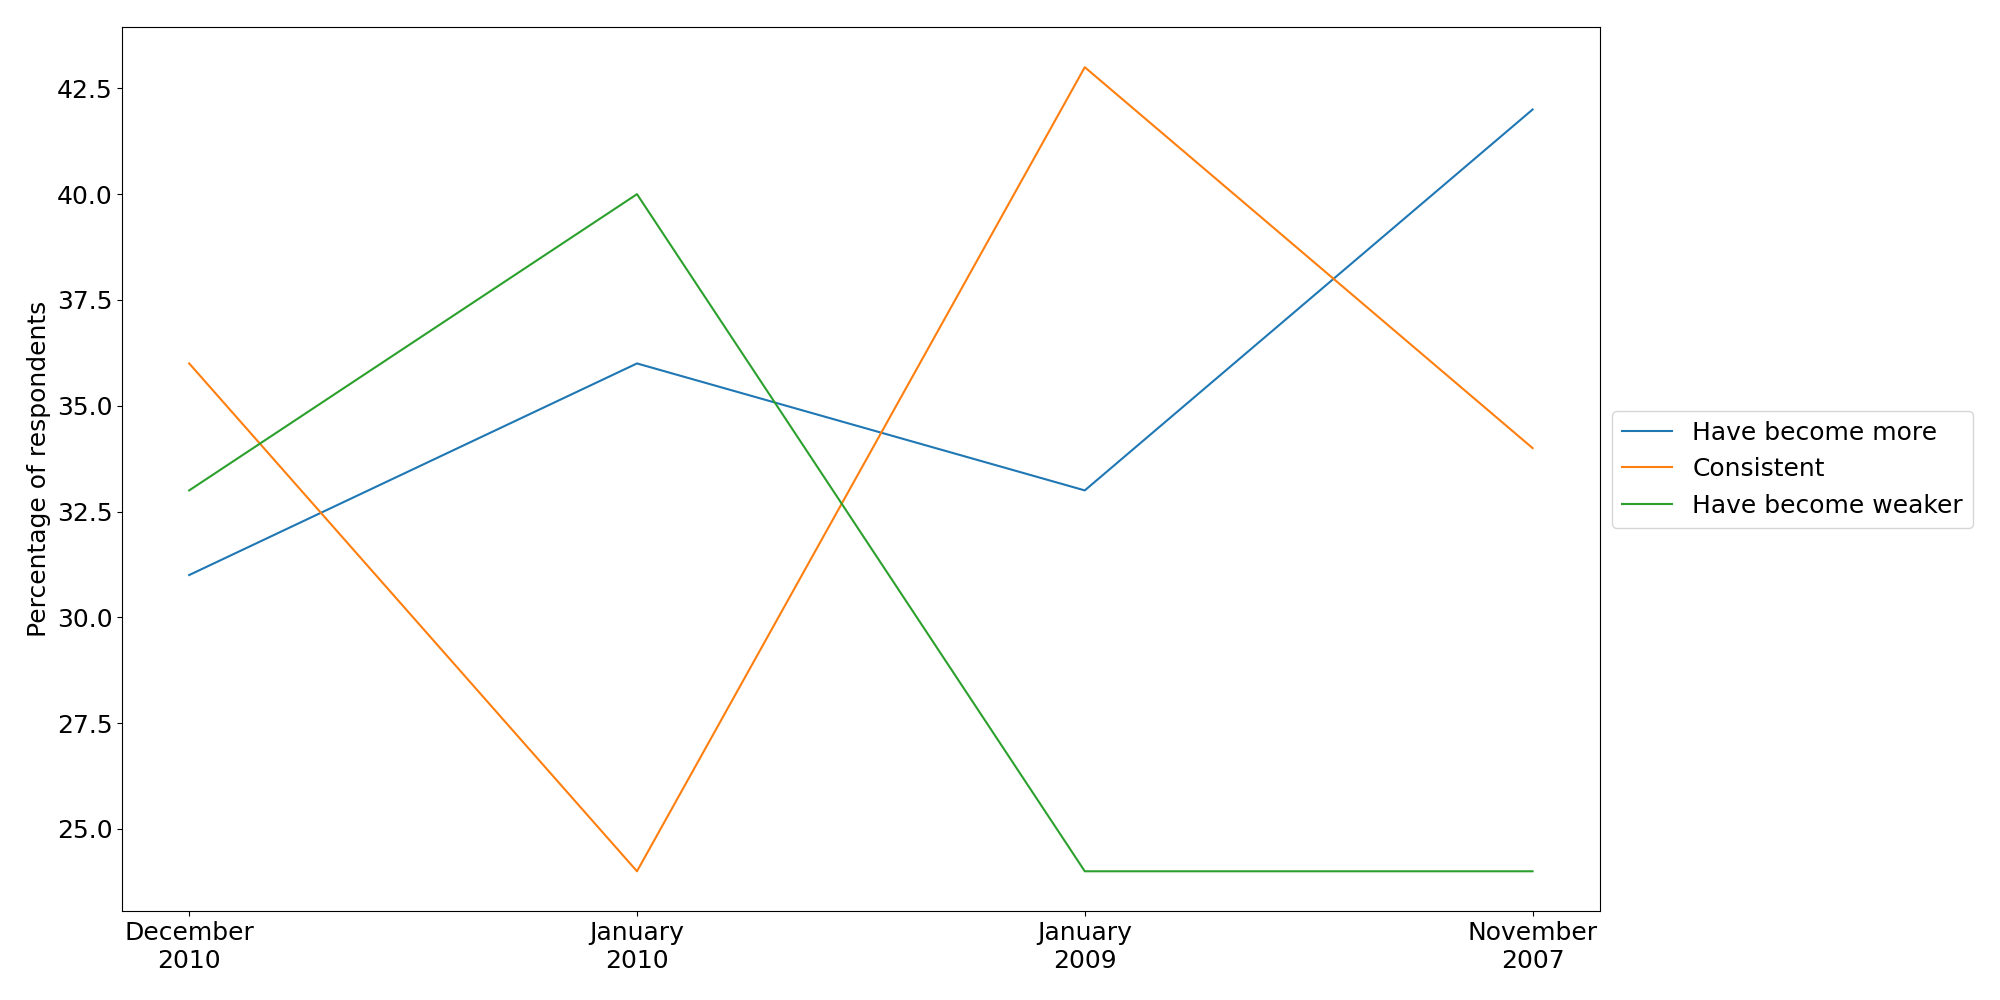 Percentage of respondents
42.5
40.0
37.5
35.0
32.5
30.0
27.5
25.0
December
2010
January
2010
January
2009
November
2007
Have become more
Consistent
Have become weaker